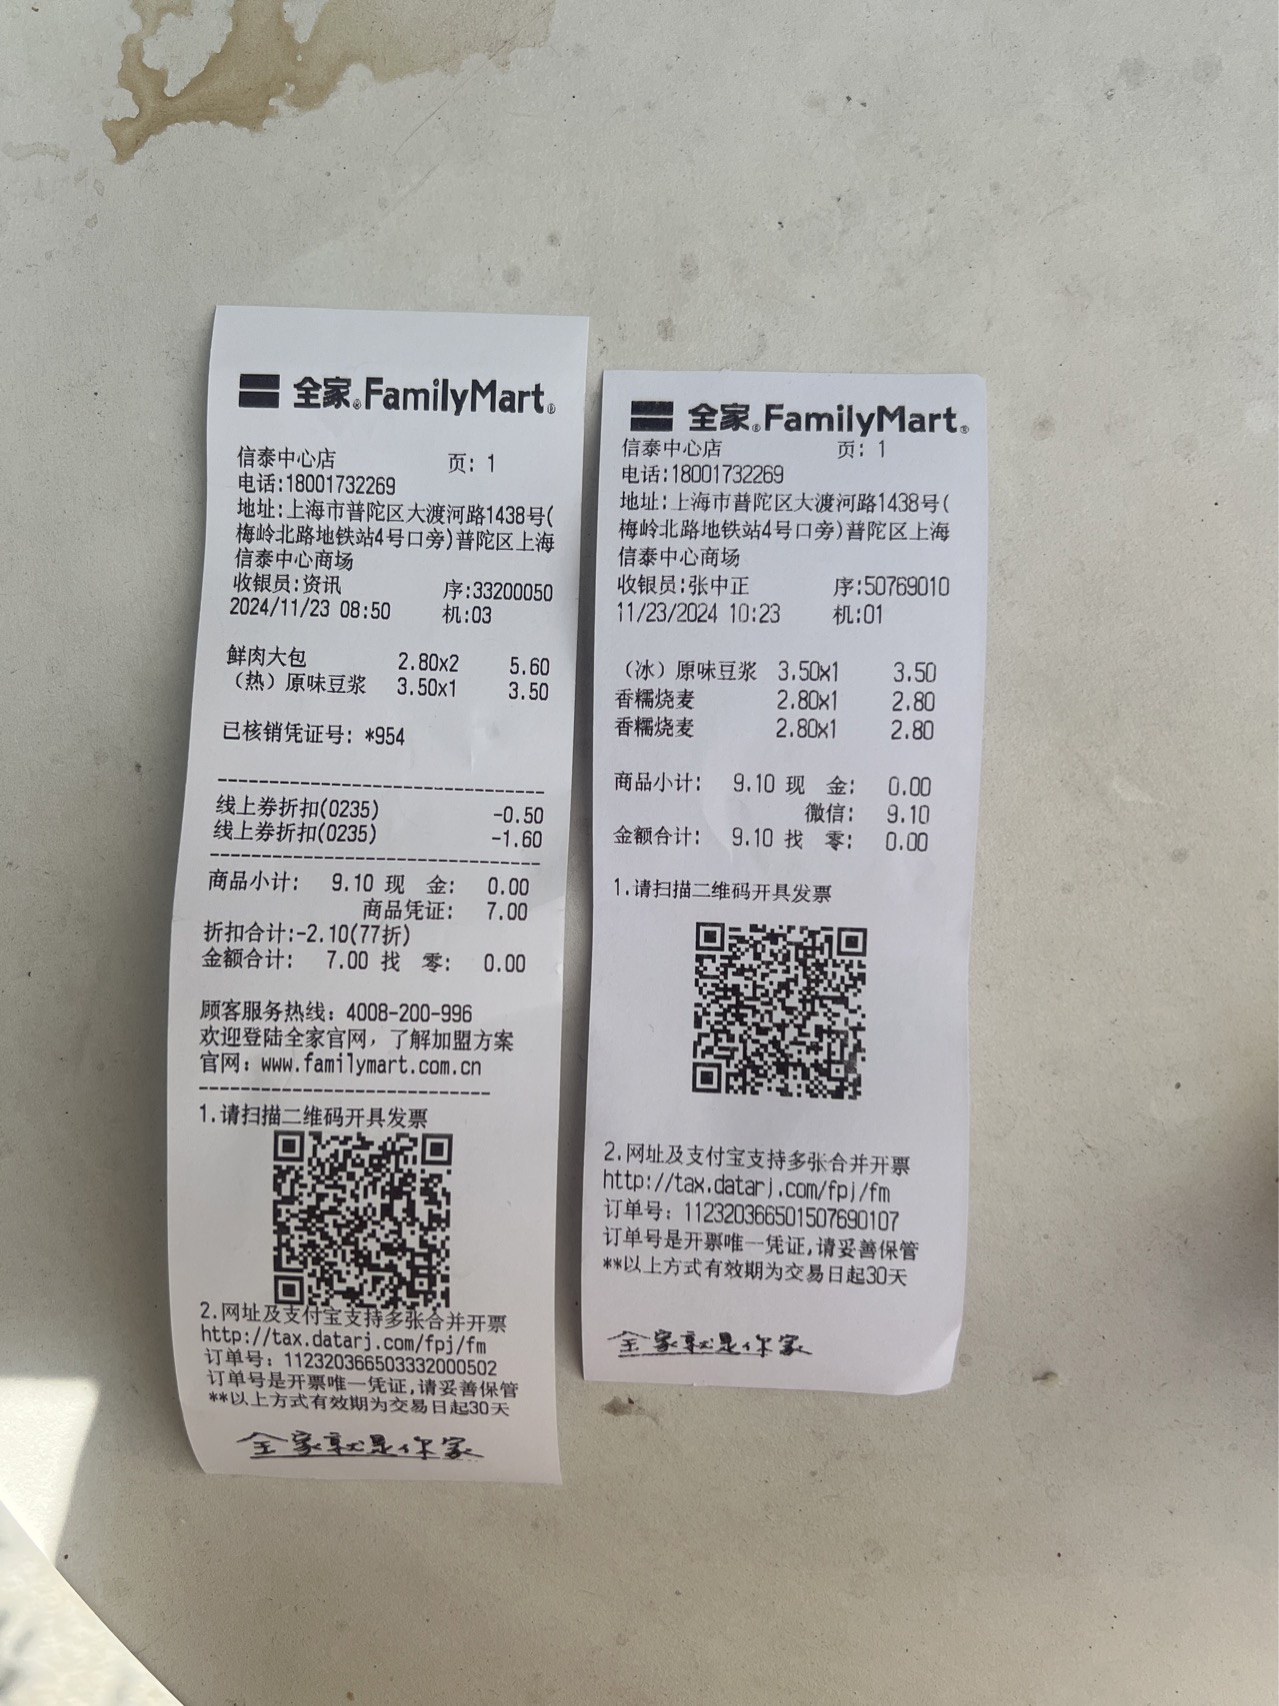 全家 FamilyMart
信泰中心店 页: 1
电话:18001732269
地址:上海市普陀区大渡河路1438号(
梅岭北路地铁站4号口旁)普陀区上海
信泰中心商场
收银员:资讯 序:33200050
2024/11/23 08:50 机:03
鲜肉大包 2.80x2 5.60
（热）原味豆浆 3.50x1 3.50
已核销凭证号: *954
线上券折扣(0235) -0.50
线上券折扣(0235) -1.60
商品小计: 9.10 现 金: 0.00
商品凭证: 7.00
折扣合计:-2.10(77折)
金额合计: 7.00 找 零: 0.00
顾客服务热线: 4008-200-996
欢迎登陆全家官网，了解加盟方案
官网: www.familymart.com.cn
1.请扫描二维码开具发票
2.网址及支付宝支持多张合并开票
http://tax.datarj.com/fpj/fm
订单号: 112320366503332000502
订单号是开票唯一凭证,请妥善保管
**以上方式有效期为交易日起30天
全家就是你家
全家 FamilyMart
信泰中心店 页: 1
电话:18001732269
地址:上海市普陀区大渡河路1438号(
梅岭北路地铁站4号口旁)普陀区上海
信泰中心商场
收银员:张中正 序:50769010
11/23/2024 10:23 机:01
（冰）原味豆浆 3.50x1 3.50
香糯烧麦 2.80x1 2.80
香糯烧麦 2.80x1 2.80
商品小计: 9.10 现 金: 0.00
微信: 9.10
金额合计: 9.10 找 零: 0.00
1.请扫描二维码开具发票
2.网址及支付宝支持多张合并开票
http://tax.datarj.com/fpj/fm
订单号: 112320366501507690107
订单号是开票唯一凭证,请妥善保管
**以上方式有效期为交易日起30天
全家就是你家